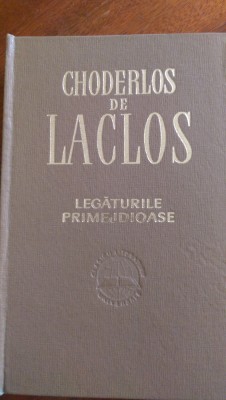 CHODERLOS
DE
LACLOS
LEGĂTURILE
PRIMEJDIOASE